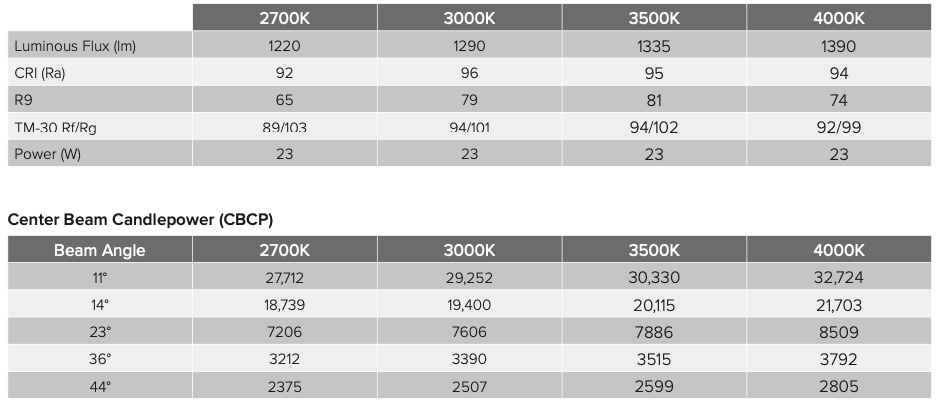 2700K 3000K 3500K 4000K
Luminous Flux (lm) 1220 1290 1335 1390
CRI (Ra) 92 96 95 94
R9 65 79 81 74
TM-30 Rf/Rg 89/103 94/101 94/102 92/99
Power (W) 23 23 23 23
Center Beam Candlepower (CBCP)
Beam Angle 2700K 3000K 3500K 4000K
11° 27,712 29,252 30,330 32,724
14° 18,739 19,400 20,115 21,703
23° 7206 7606 7886 8509
36° 3212 3390 3515 3792
44° 2375 2507 2599 2805